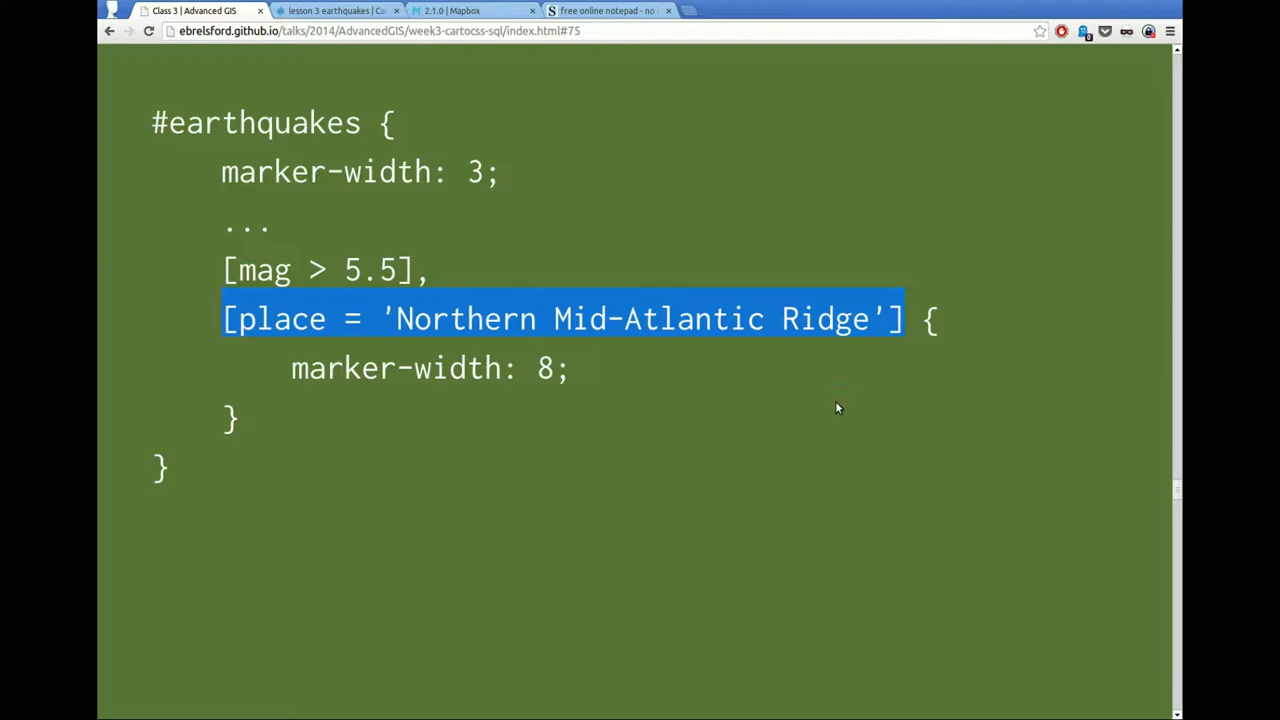 Class 3 | Advanced GIS
lesson 3 earthquakes | Ca
2.1.0 | Mapbox
free online notepad - no
ebrelsford.github.io/talks/2014/AdvancedGIS/week3-cartocss-sql/index.html#75
#earthquakes {
marker-width: 3;
...
[mag > 5.5],
[place = 'Northern Mid-Atlantic Ridge'] {
marker-width: 8;
}
}